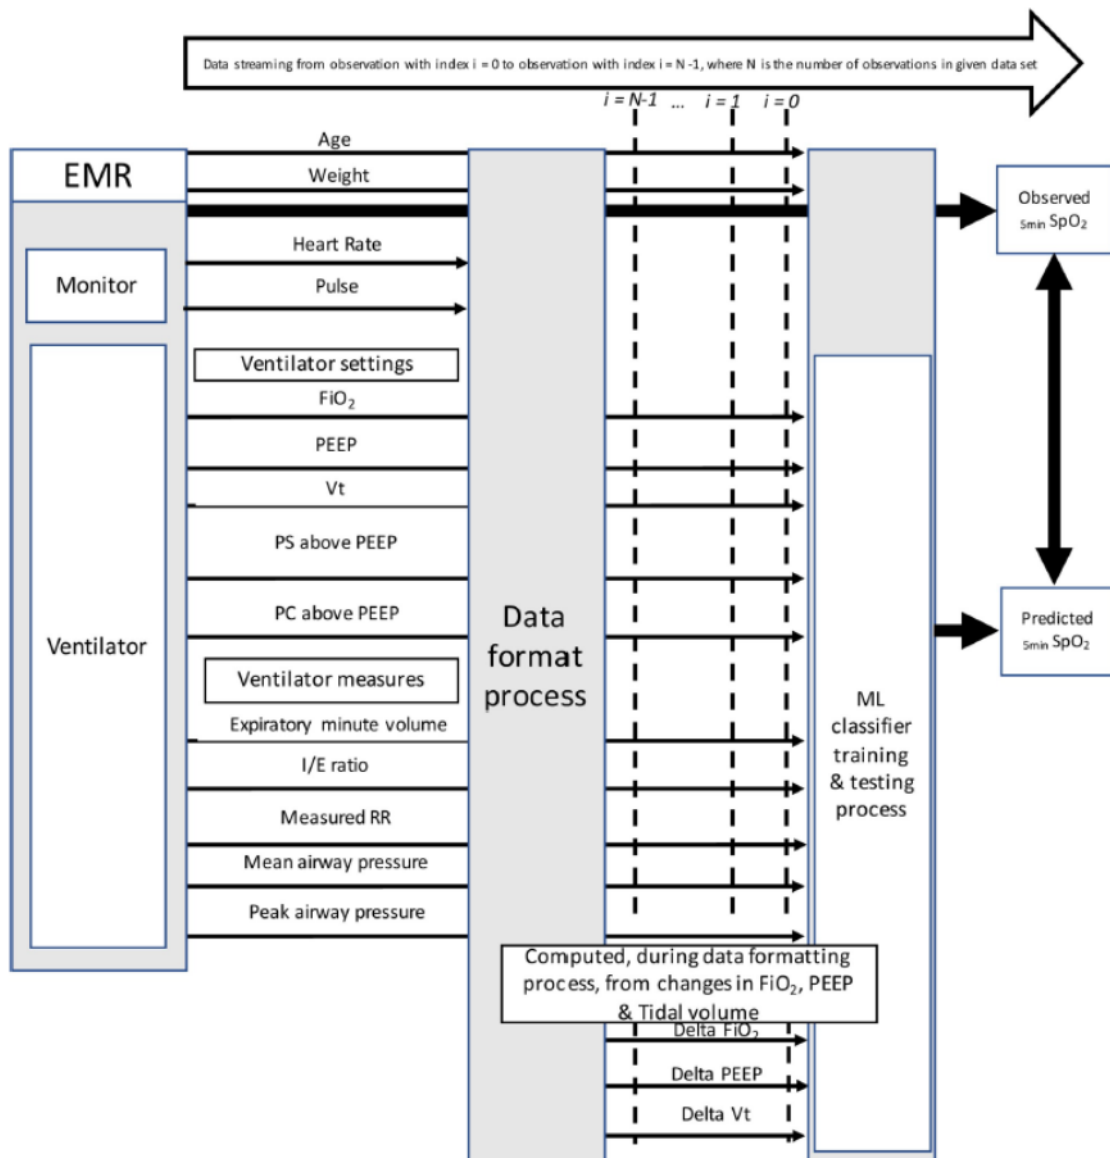 Data streaming from observation with index i = 0 to observation with index i = N -1, where N is the number of observations in given data set
i = N-1 ... i = 1 i = 0
EMR
Age
Weight
Observed
5min SpO₂
Monitor
Heart Rate
Pulse
Ventilator settings
FiO₂
PEEP
Vt
PS above PEEP
PC above PEEP
Ventilator
Data
format
process
Predicted
5min SpO₂
Ventilator measures
Expiratory minute volume
I/E ratio
Measured RR
Mean airway pressure
Peak airway pressure
ML
classifier
training
& testing
process
Computed, during data formatting
process, from changes in FiO₂, PEEP
& Tidal volume
Delta FiO₂
Delta PEEP
Delta Vt